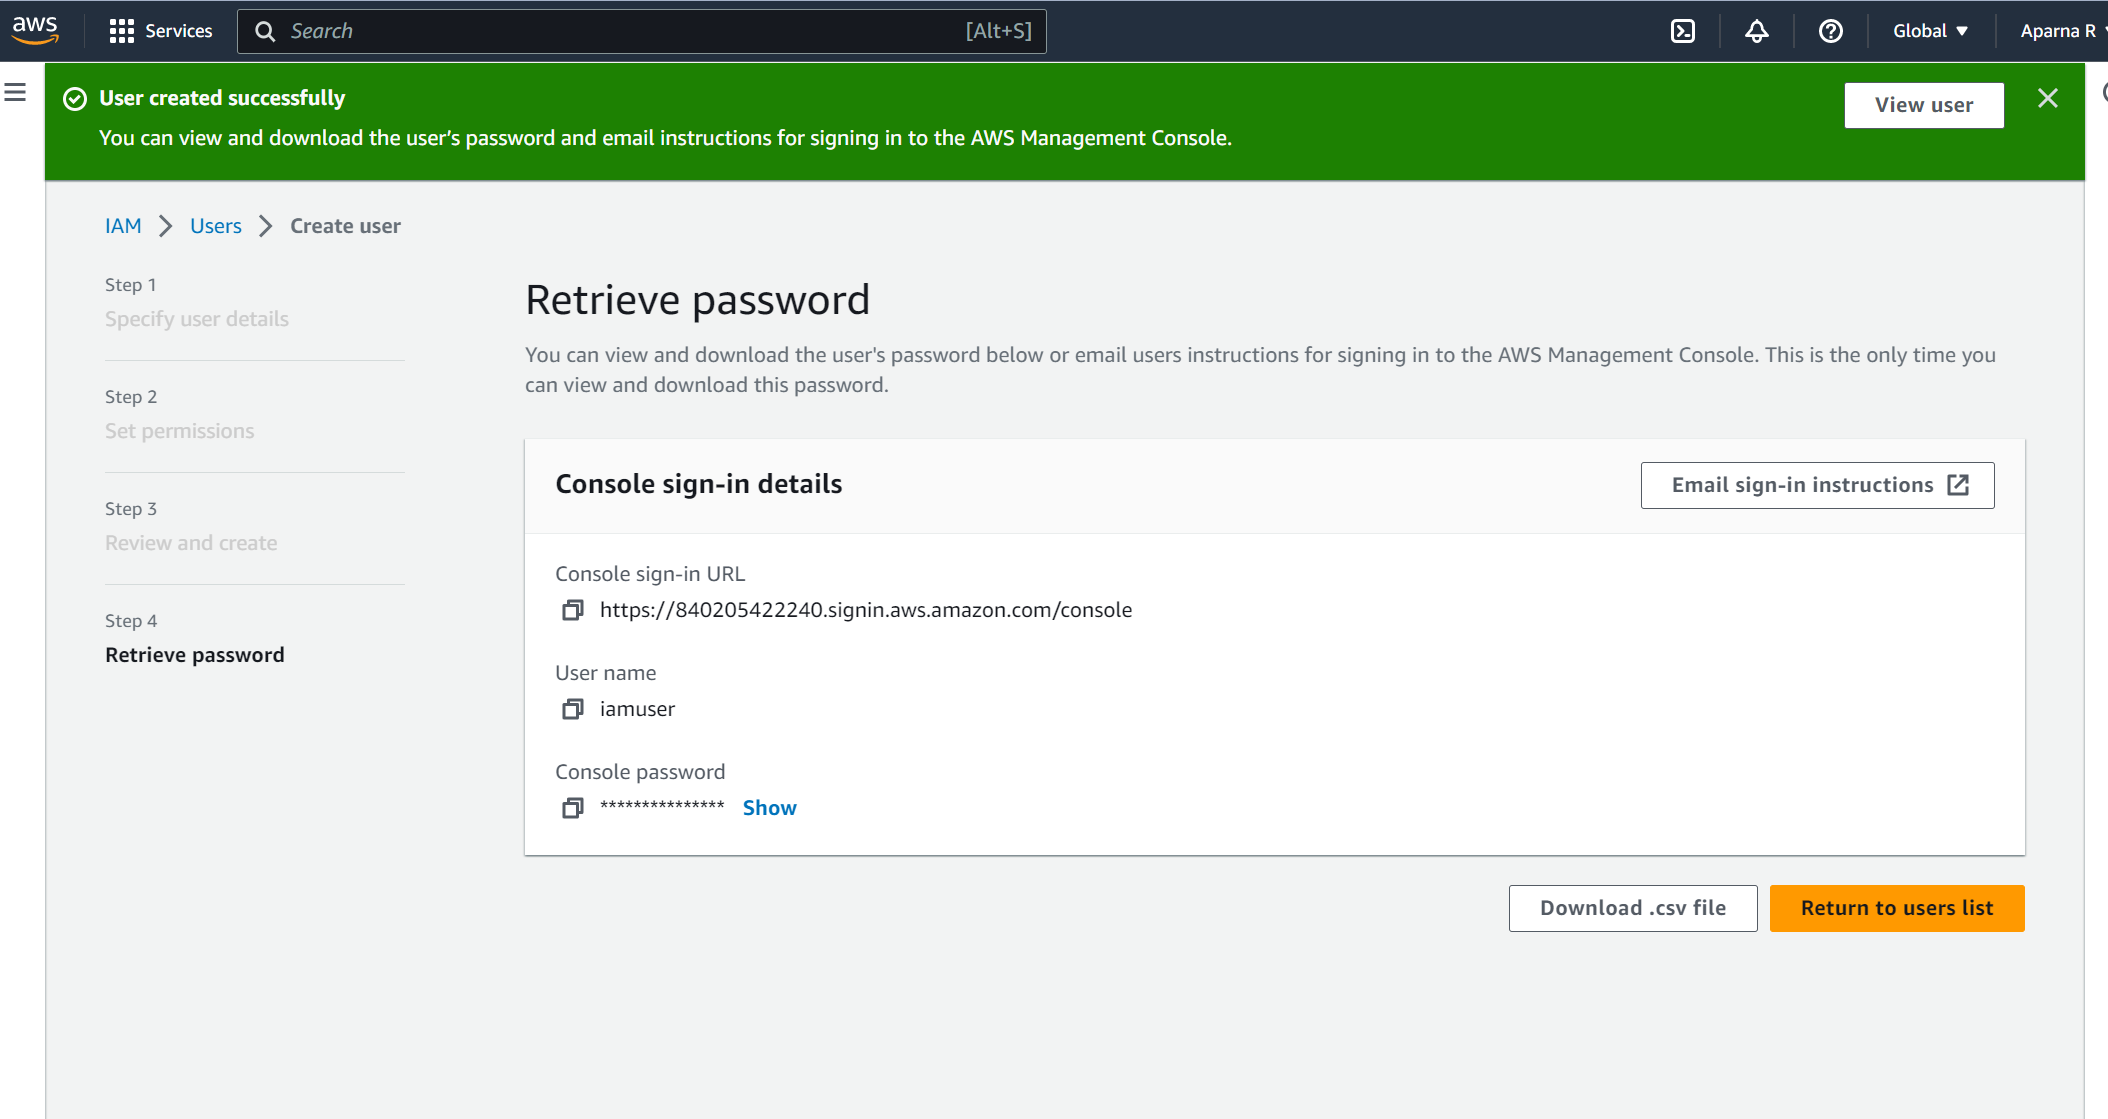 aws
Services
Search
[Alt+S]
Global
Aparna R
User created successfully
You can view and download the user’s password and email instructions for signing in to the AWS Management Console.
View user
IAM
Users
Create user
Step 1
Specify user details
Step 2
Set permissions
Step 3
Review and create
Step 4
Retrieve password
Retrieve password
You can view and download the user's password below or email users instructions for signing in to the AWS Management Console. This is the only time you
can view and download this password.
Console sign-in details
Email sign-in instructions
Console sign-in URL
https://840205422240.signin.aws.amazon.com/console
User name
iamuser
Console password
*************** Show
Download .csv file
Return to users list